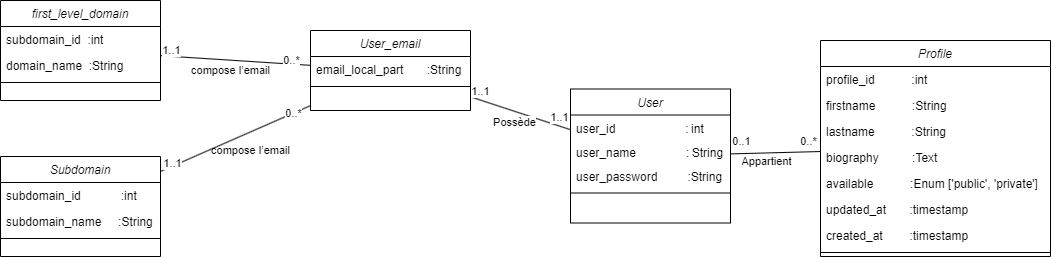 first_level_domain
subdomain_id :int
domain_name :String
1..1
compose l'email
0..*
User_email
email_local_part :String
1..1
Possède
1..1
0..*
compose l'email
1..1
Subdomain
subdomain_id :int
subdomain_name :String
User
user_id : int
user_name : String
user_password :String
0..1
Appartient
0..*
Profile
profile_id :int
firstname :String
lastname :String
biography :Text
available :Enum ['public', 'private']
updated_at :timestamp
created_at :timestamp